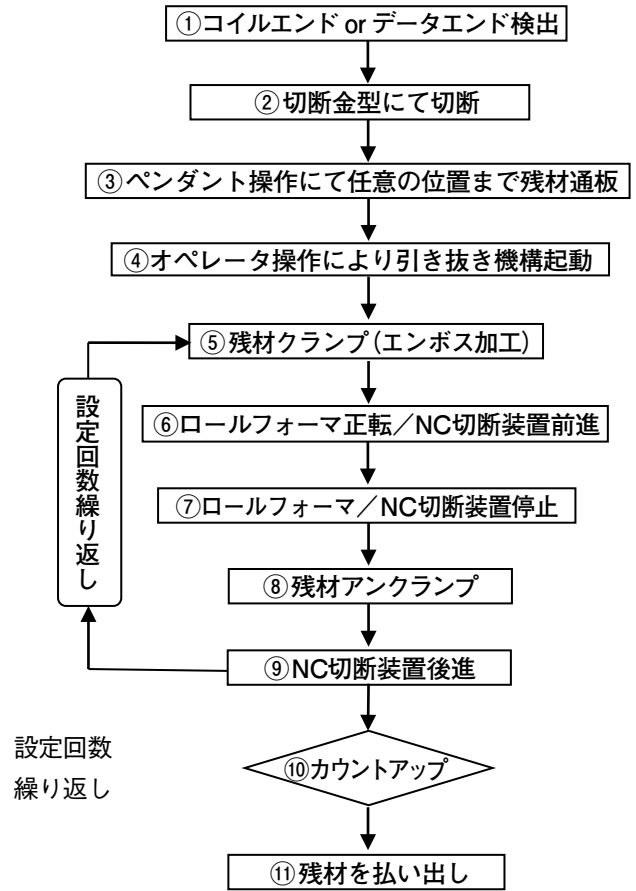 ①コイルエンド or データエンド検出
②切断金型にて切断
③ペンダント操作にて任意の位置まで残材通板
④オペレータ操作により引き抜き機構起動
⑤残材クランプ(エンボス加工)
設定回数繰り返し
⑥ロールフォーマ正転／NC切断装置前進
⑦ロールフォーマ／NC切断装置停止
⑧残材アンクランプ
⑨NC切断装置後進
設定回数
繰り返し
⑩カウントアップ
⑪残材を払い出し